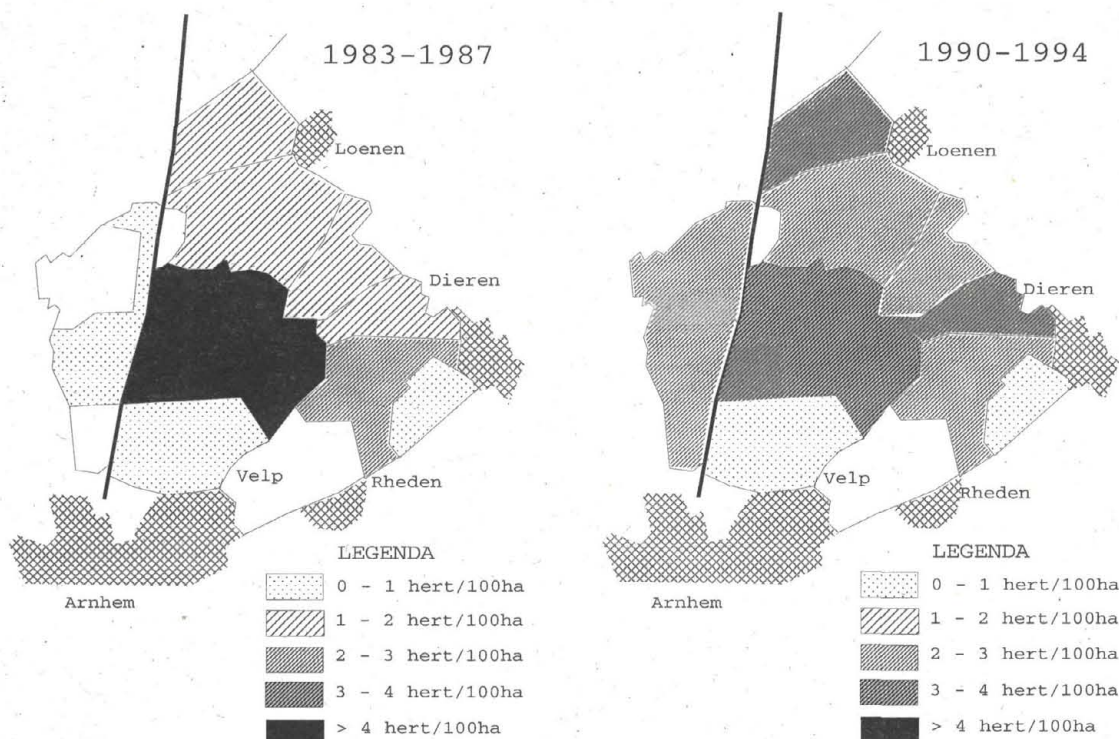 1983-1987
Loenen
Dieren
Velp
Rheden
Arnhem
LEGENDA
0 - 1 hert/100ha
1 - 2 hert/100ha
2 - 3 hert/100ha
3 - 4 hert/100ha
> 4 hert/100ha
1990-1994
Loenen
Dieren
Velp
Rheden
Arnhem
LEGENDA
0 - 1 hert/100ha
1 - 2 hert/100ha
2 - 3 hert/100ha
3 - 4 hert/100ha
> 4 hert/100ha